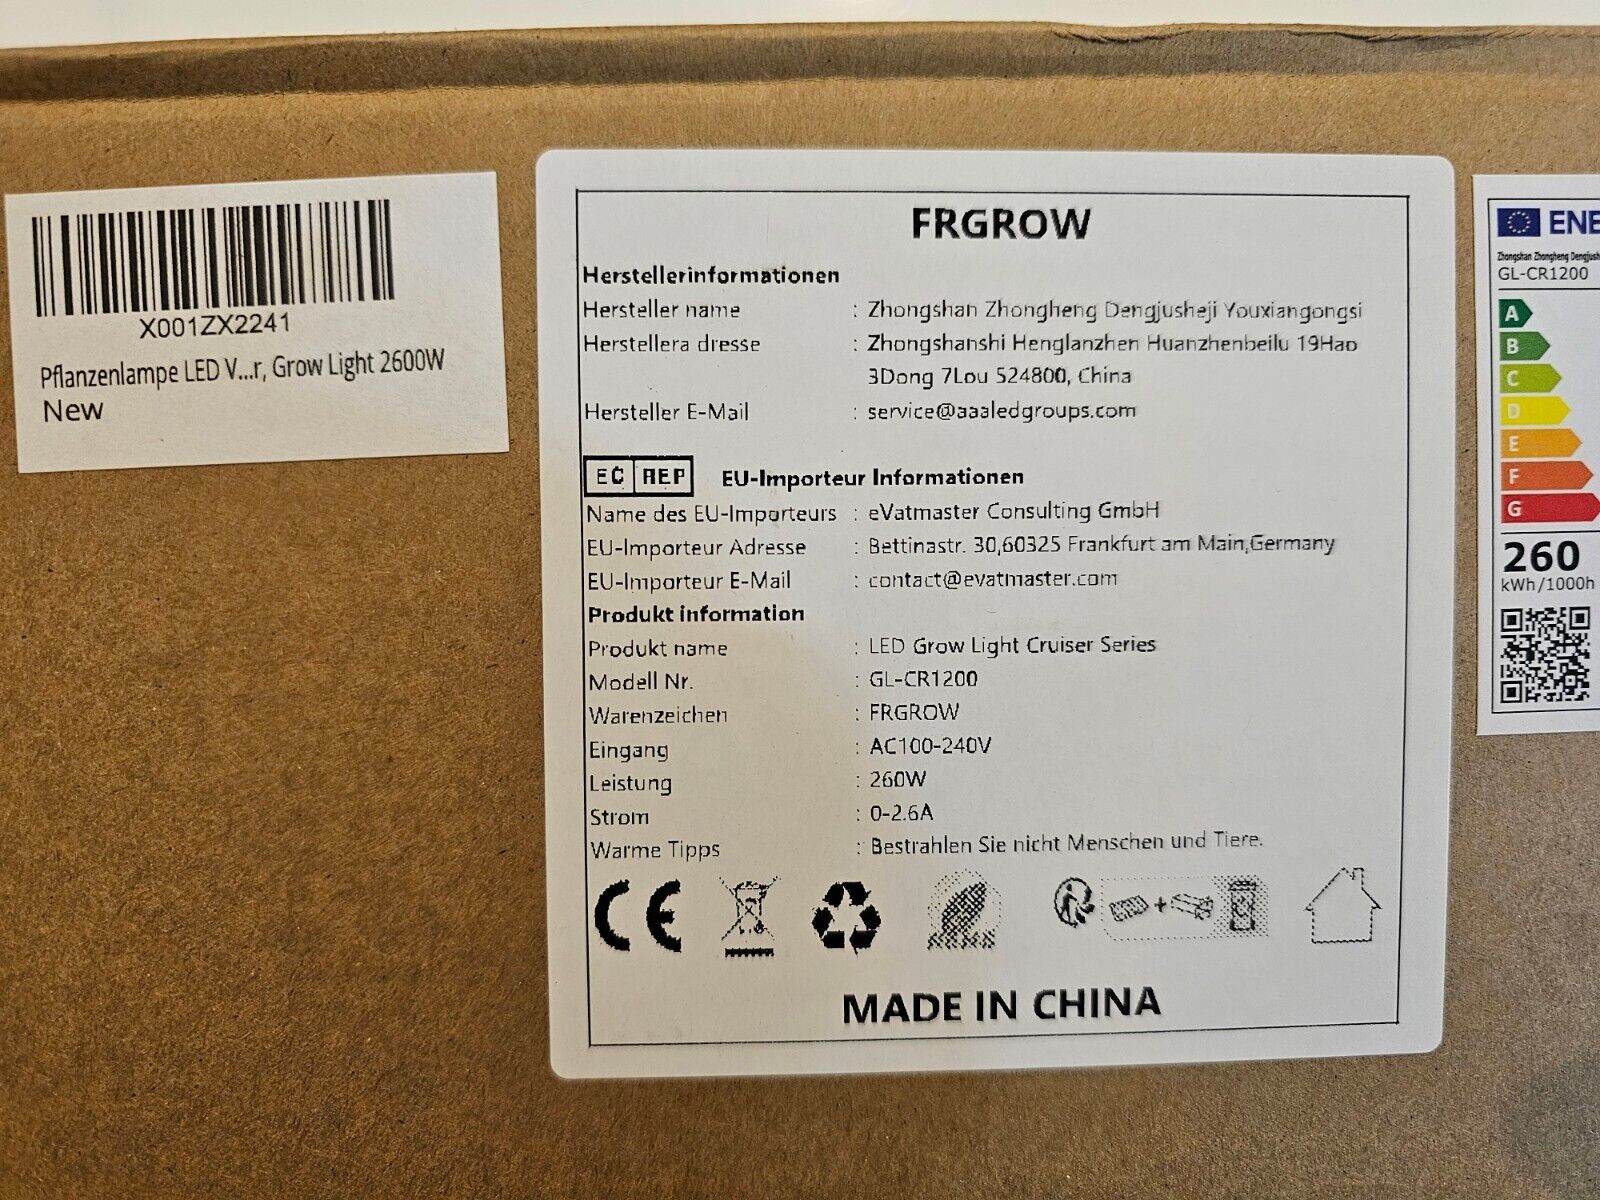 X001ZX2241
Pflanzenlampe LED V...r, Grow Light 2600W
New
FRGROW
Herstellerinformationen
Hersteller name : Zhongshan Zhongheng Dengjusheji Youxiangongsi
Herstellera dresse : Zhongshanshi Henglanzhen Huanzhenbeilu 19Hao
3Dong 7Lou 524800, China
Hersteller E-Mail : service@aaaledgroups.com
EC REP EU-Importeur Informationen
Name des EU-Importeurs : eVatmaster Consulting GmbH
EU-Importeur Adresse : Bettinastr. 30,60325 Frankfurt am Main,Germany
EU-Importeur E-Mail : contact@evatmaster.com
Produkt information
Produkt name : LED Grow Light Cruiser Series
Modell Nr. : GL-CR1200
Warenzeichen : FRGROW
Eingang : AC100-240V
Leistung : 260W
Strom : 0-2.6A
Warme Tipps : Bestrahlen Sie nicht Menschen und Tiere.
CE
MADE IN CHINA
ENE
Zhongshan Zhongheng Dengjush
GL-CR1200
A
B
C
D
E
F
G
260
kWh/1000h